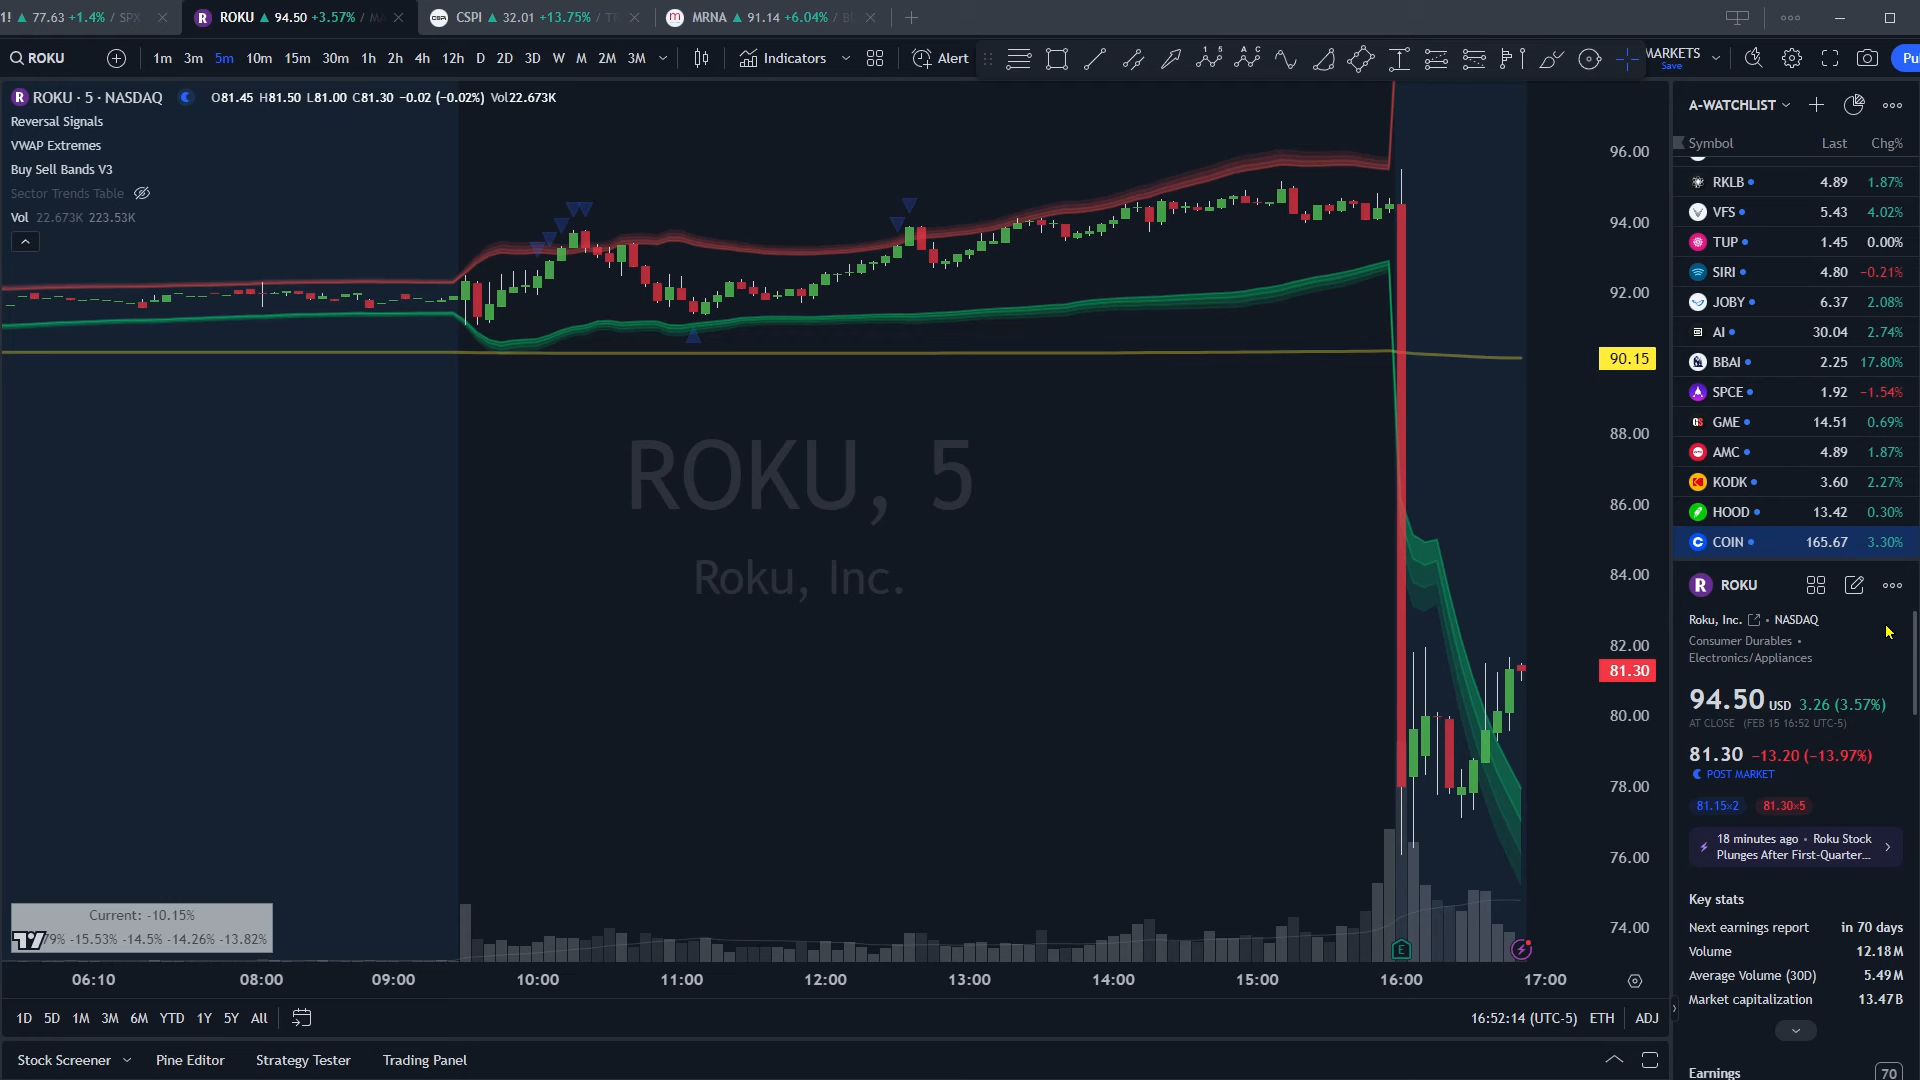 1! 77.63 +1.4% / SPX
ROKU 94.50 +3.57% / MA
CSPI 32.01 +13.75% / TR
MRNA 91.14 +6.04% / BI
ROKU
1m 3m 5m 10m 15m 30m 1h 2h 4h 12h D 2D 3D W M 2M 3M
Indicators
Alert
MARKETS
Save
Pu
ROKU · 5 · NASDAQ
O81.45 H81.50 L81.00 C81.30 −0.02 (−0.02%) Vol22.673K
Reversal Signals
VWAP Extremes
Buy Sell Bands V3
Sector Trends Table
Vol 22.673K 223.53K
ROKU, 5
Roku, Inc.
96.00
94.00
92.00
90.15
88.00
86.00
84.00
82.00
81.30
80.00
78.00
76.00
74.00
Current: -10.15%
79% -15.53% -14.5% -14.26% -13.82%
E
06:10 08:00 09:00 10:00 11:00 12:00 13:00 14:00 15:00 16:00 17:00
1D 5D 1M 3M 6M YTD 1Y 5Y All
16:52:14 (UTC-5) ETH ADJ
Stock Screener Pine Editor Strategy Tester Trading Panel
A-WATCHLIST
Symbol Last Chg%
RKLB 4.89 1.87%
VFS 5.43 4.02%
TUP 1.45 0.00%
SIRI 4.80 −0.21%
JOBY 6.37 2.08%
AI 30.04 2.74%
BBAI 2.25 17.80%
SPCE 1.92 −1.54%
GME 14.51 0.69%
AMC 4.89 1.87%
KODK 3.60 2.27%
HOOD 13.42 0.30%
COIN 165.67 3.30%
ROKU
Roku, Inc. • NASDAQ
Consumer Durables •
Electronics/Appliances
94.50 USD 3.26 (3.57%)
AT CLOSE (FEB 15 16:52 UTC-5)
81.30 −13.20 (−13.97%)
POST MARKET
81.15×2 81.30×5
18 minutes ago • Roku Stock
Plunges After First-Quarter...
Key stats
Next earnings report in 70 days
Volume 12.18M
Average Volume (30D) 5.49M
Market capitalization 13.47B
Earnings 70